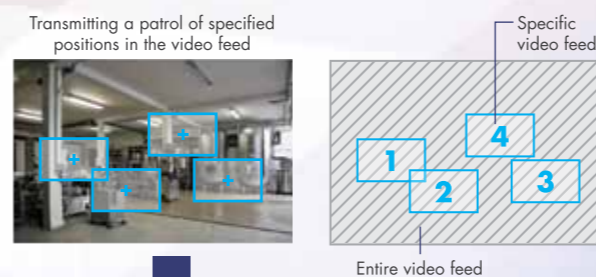 Transmitting a patrol of specified
positions in the video feed
Specific
video feed
1
4
2
3
Entire video feed